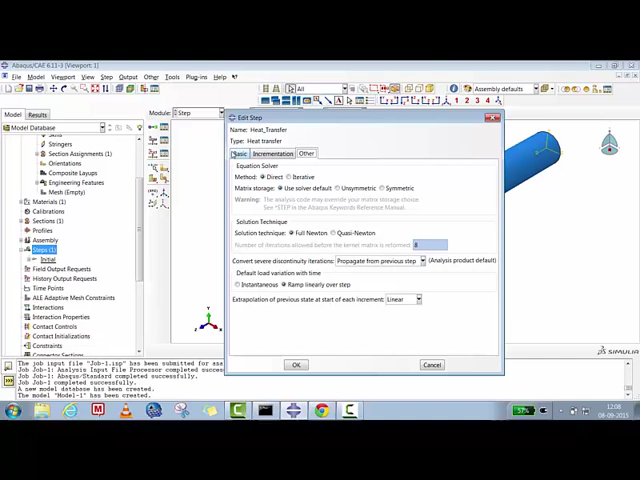 Abaqus/CAE 6.11-3 [Viewport: 1]
File Model Viewport View Step Output Other Tools Plug-ins Help
All Assembly defaults
1 2 3 4
Model Results Module: Step
Model Database
Skins
Stringers
Section Assignments (1)
Orientations
Composite Layups
Mesh (Empty)
Materials (1)
Calibrations
Sections (1)
Profiles
Assembly
Steps (1)
Initial
Field Output Requests
History Output Requests
Time Points
ALE Adaptive Mesh Constraints
Interactions
Interaction Properties
Contact Controls
Contact Initializations
Constraints
Connector Sections
Edit Step
Name: Heat_Transfer
Type: Heat transfer
Basic Incrementation Other
Equation Solver
Method: Direct Iterative
Matrix storage: Use solver default Unsymmetric Symmetric
Warning: The analysis code may override your matrix storage choice.
See *STEP in the Abaqus Keywords Reference Manual.
Solution Technique
Solution technique: Full Newton Quasi-Newton
Number of iterations allowed before the kernel matrix is reformed: 8
Convert severe discontinuity iterations: Propagate from previous step (Analysis product default)
Default load variation with time
Instantaneous Ramp linearly over step
Extrapolation of previous state at start of each increment: Linear
OK Cancel
Y
X
Z
SIMULIA
The job input file "Job-1.inp" has been submitted for
Job Job-1: Analysis Input File Processor completed
Job Job-1: Abaqus/Standard completed successfully.
Job Job-1 completed successfully.
A new model database has been created.
The model "Model-1" has been created.
57%
12:08
08-09-2015